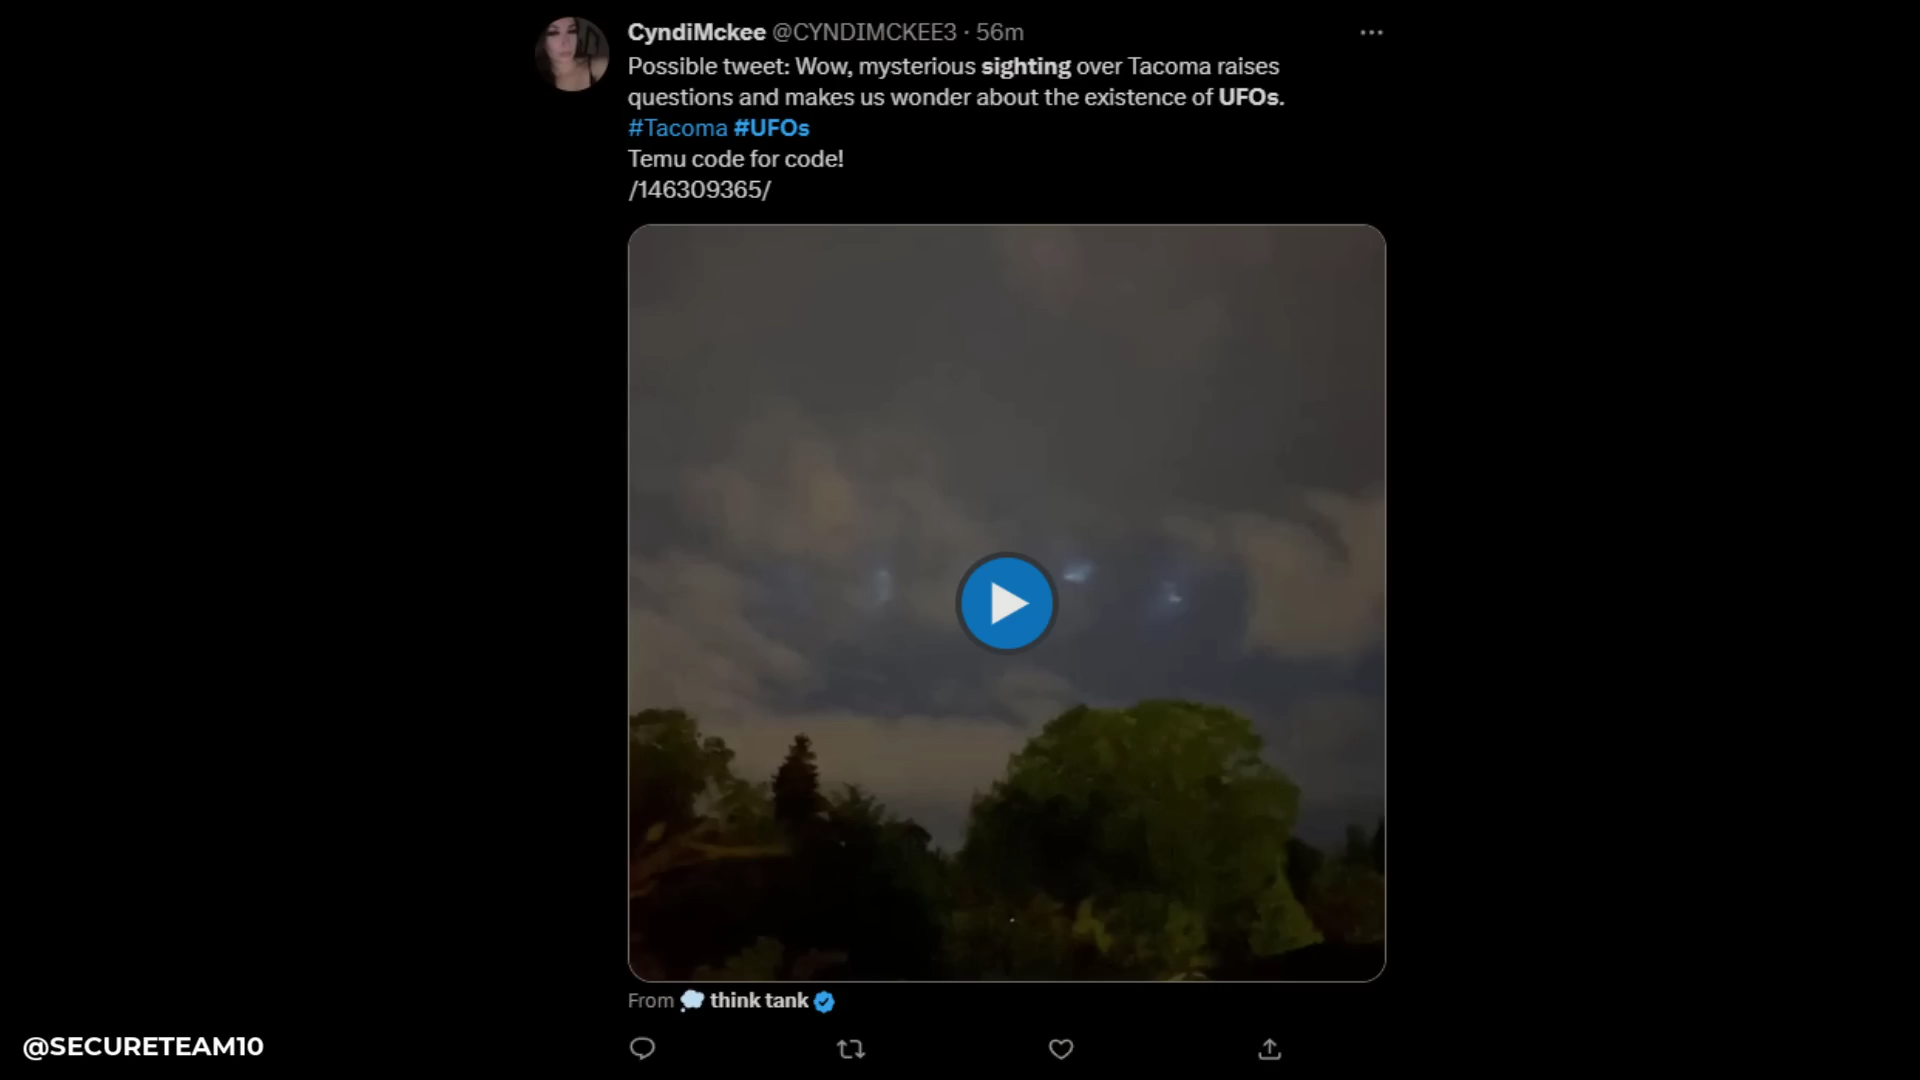 CyndiMckee @CYNDIMCKEE3 · 56m
Possible tweet: Wow, mysterious sighting over Tacoma raises
questions and makes us wonder about the existence of UFOs.
#Tacoma #UFOs
Temu code for code!
/146309365/
From 💭 think tank
@SECURETEAM10